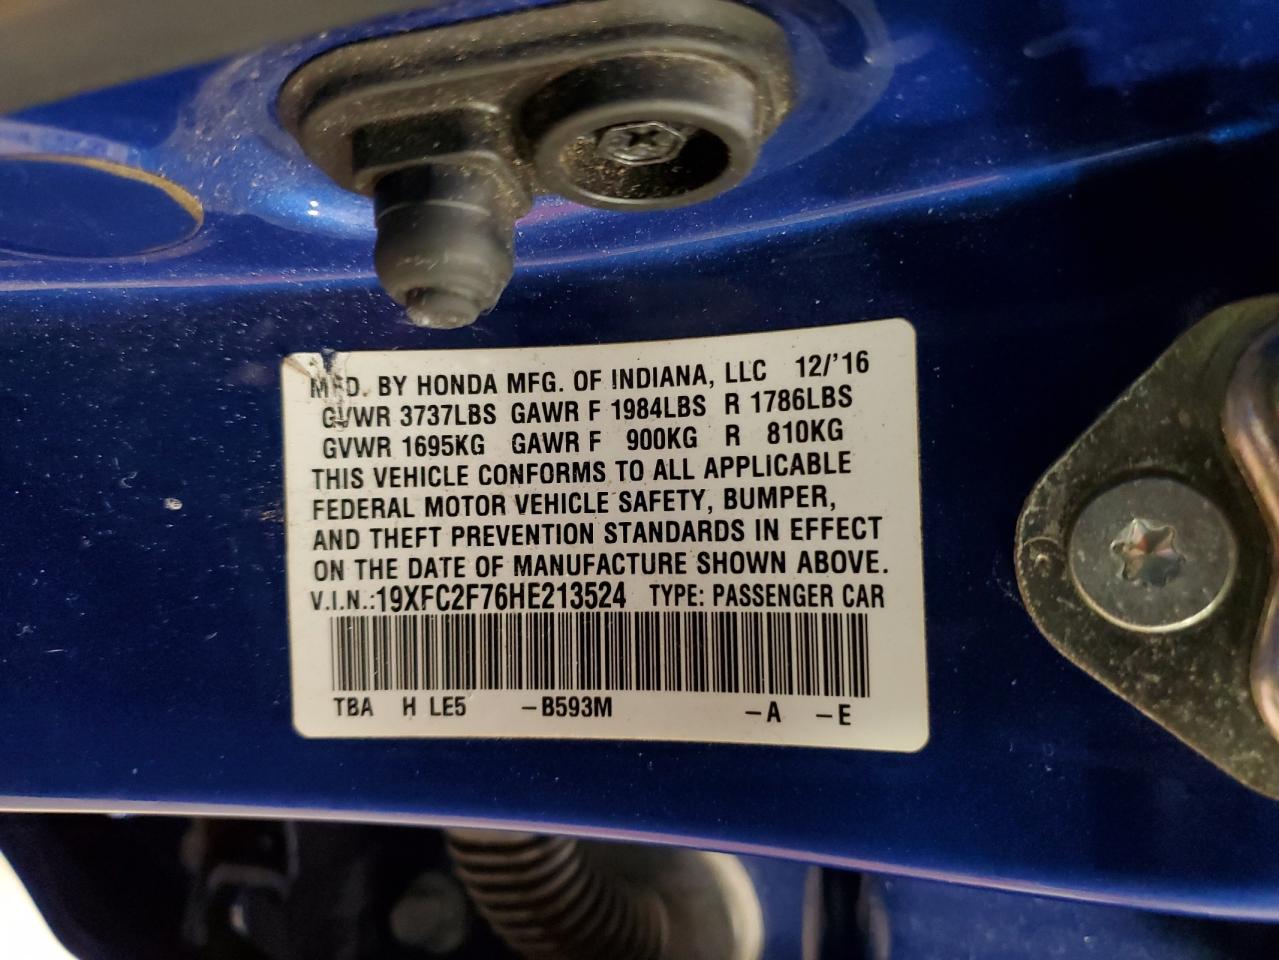 MFD. BY HONDA MFG. OF INDIANA, LLC 12/'16
GVWR 3737LBS GAWR F 1984LBS R 1786LBS
GVWR 1695KG GAWR F 900KG R 810KG
THIS VEHICLE CONFORMS TO ALL APPLICABLE
FEDERAL MOTOR VEHICLE SAFETY, BUMPER,
AND THEFT PREVENTION STANDARDS IN EFFECT
ON THE DATE OF MANUFACTURE SHOWN ABOVE.
V.I.N.:19XFC2F76HE213524 TYPE: PASSENGER CAR
TBA H LE5 -B593M -A -E